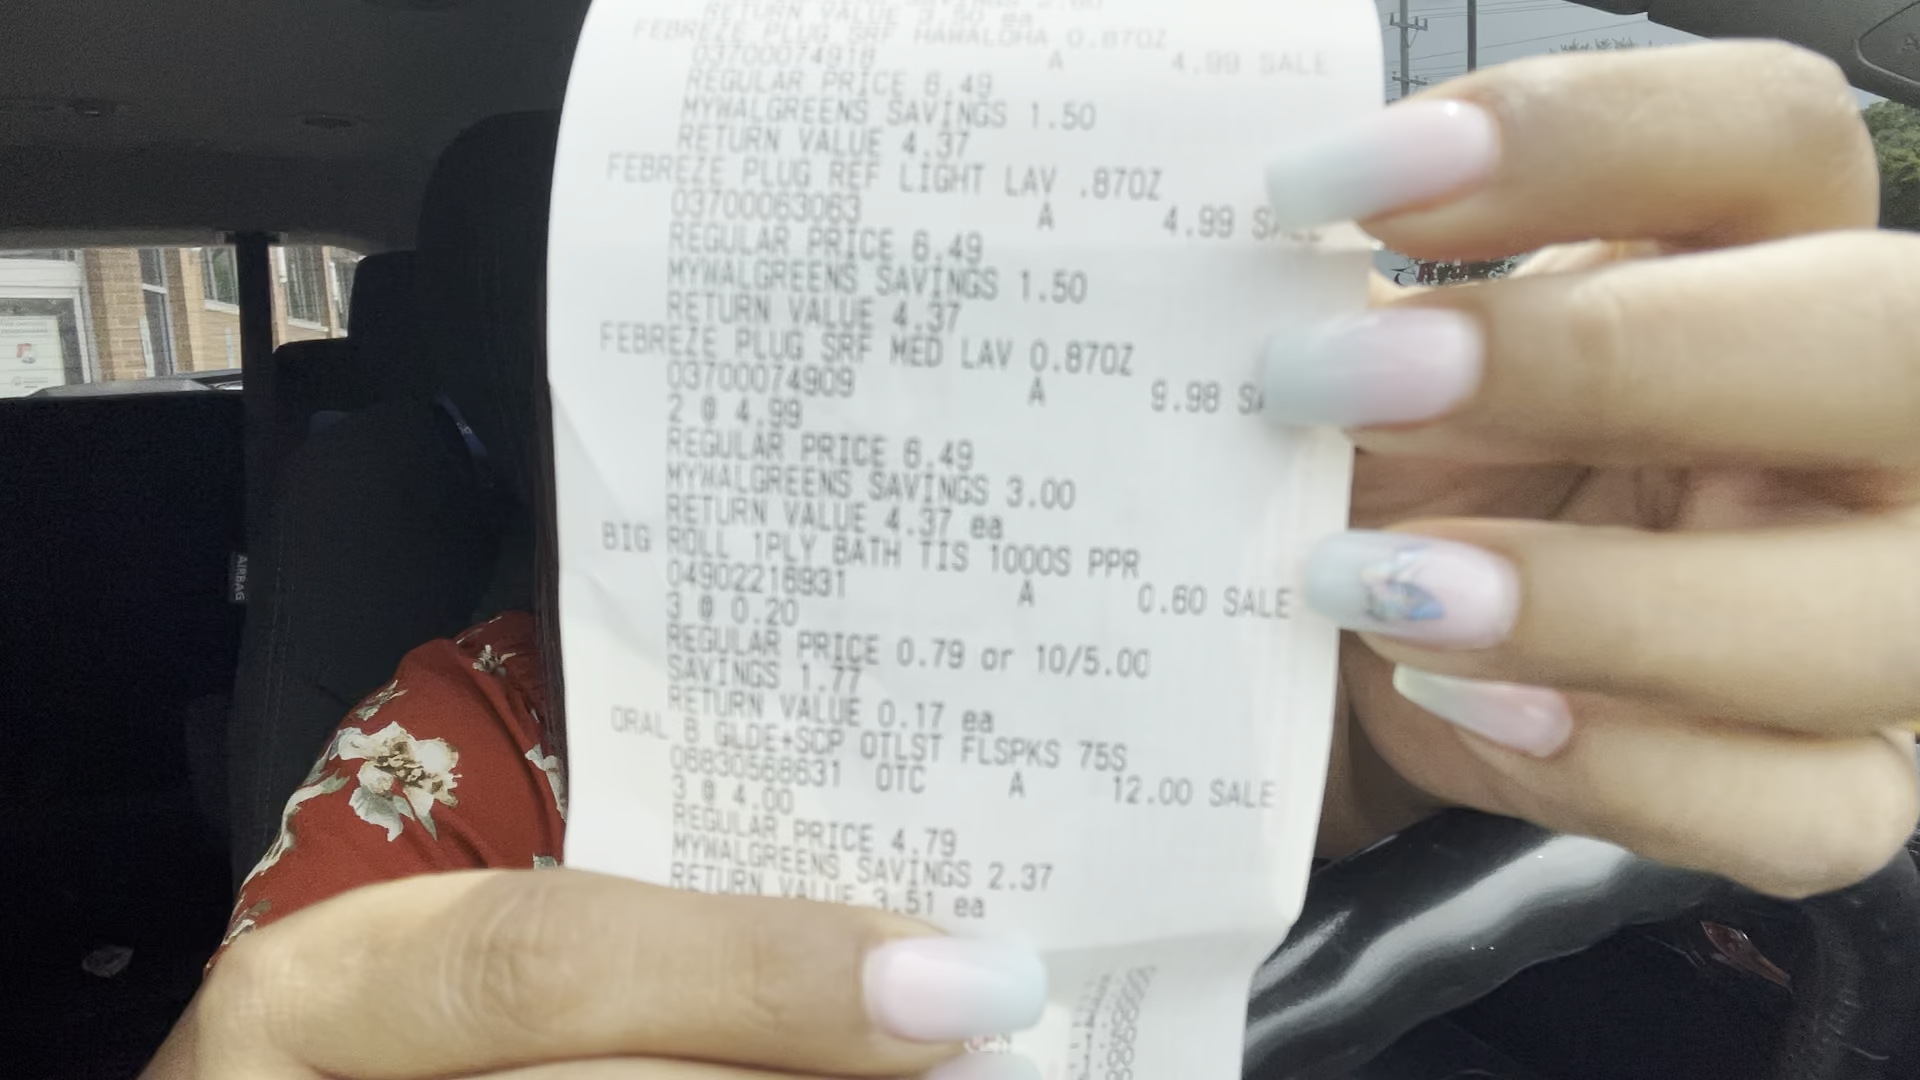 RETURN VALUE 3.50 ea
FEBREZE PLUG SRF HAWALOHA 0.87OZ
03700074918 A 4.99 SALE
REGULAR PRICE 6.49
MYWALGREENS SAVINGS 1.50
RETURN VALUE 4.37
FEBREZE PLUG REF LIGHT LAV .87OZ
03700063063 A 4.99
REGULAR PRICE 6.49
MYWALGREENS SAVINGS 1.50
RETURN VALUE 4.37
FEBREZE PLUG SRF MED LAV 0.87OZ
03700074909 A 9.98
2 @ 4.99
REGULAR PRICE 6.49
MYWALGREENS SAVINGS 3.00
RETURN VALUE 4.37 ea
BIG ROLL 1PLY BATH TIS 1000S PPR
04902216931 A 0.60 SALE
3 @ 0.20
REGULAR PRICE 0.79 or 10/5.00
SAVINGS 1.77
RETURN VALUE 0.17 ea
ORAL B GLDE+SCP OTLST FLSPKS 75S
06830568631 OTC A 12.00 SALE
3 @ 4.00
REGULAR PRICE 4.79
MYWALGREENS SAVINGS 2.37
RETURN VALUE 3.51 ea
AIRBAG